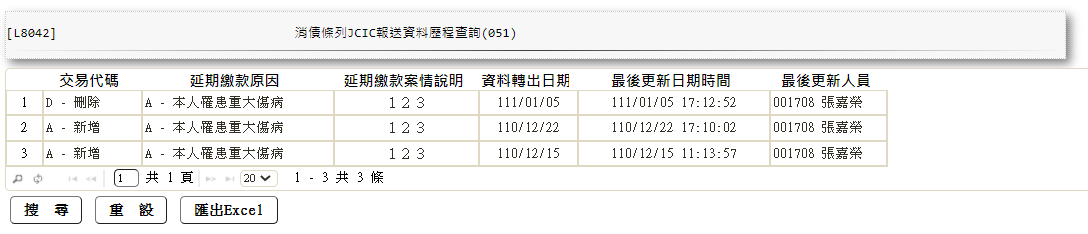 [L8042] 消債條列JCIC報送資料歷程查詢(051)
交易代碼 延期繳款原因 延期繳款案情說明 資料轉出日期 最後更新日期時間 最後更新人員
1 D - 刪除 A - 本人罹患重大傷病 １２３ 111/01/05 111/01/05 17:12:52 001708 張嘉榮
2 A - 新增 A - 本人罹患重大傷病 １２３ 110/12/22 110/12/22 17:10:02 001708 張嘉榮
3 A - 新增 A - 本人罹患重大傷病 １２３ 110/12/15 110/12/15 11:13:57 001708 張嘉榮
1 共 1 頁 20 1 - 3 共 3 條
搜 尋 重 設 匯出Excel